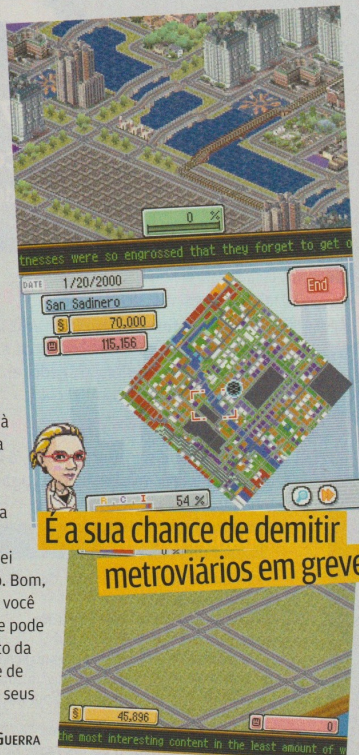 0 %
tnesses were so engrossed that they forget to get o
DATE 1/20/2000
End
San Sadinero
§ 70,000
115,156
R C I
54 %
à
a
a
ei
o. Bom,
você
e pode
to da
e de
seus
GUERRA
É a sua chance de demitir
metroviários em greve
0 %
§ 45,896
0
the most interesting content in the least amount of w